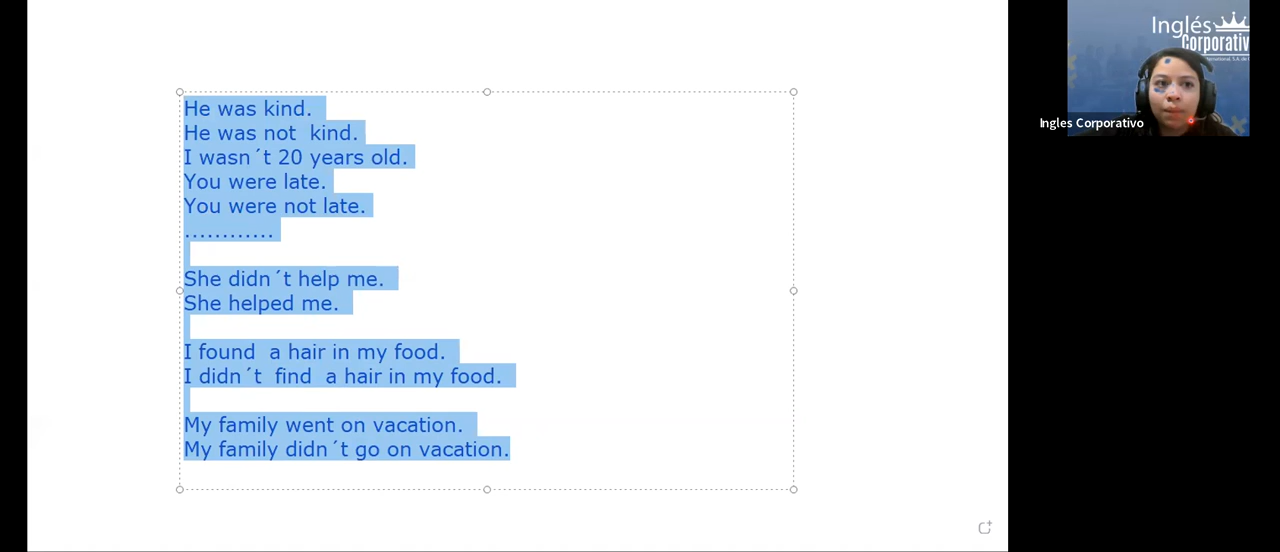 He was kind.
He was not  kind.
I wasn´t 20 years old.
You were late.
You were not late.
............
She didn´t help me.
She helped me.
I found  a hair in my food.
I didn´t  find  a hair in my food.
My family went on vacation.
My family didn´t go on vacation.
Inglés
Corporativ
Ingles Corporativo